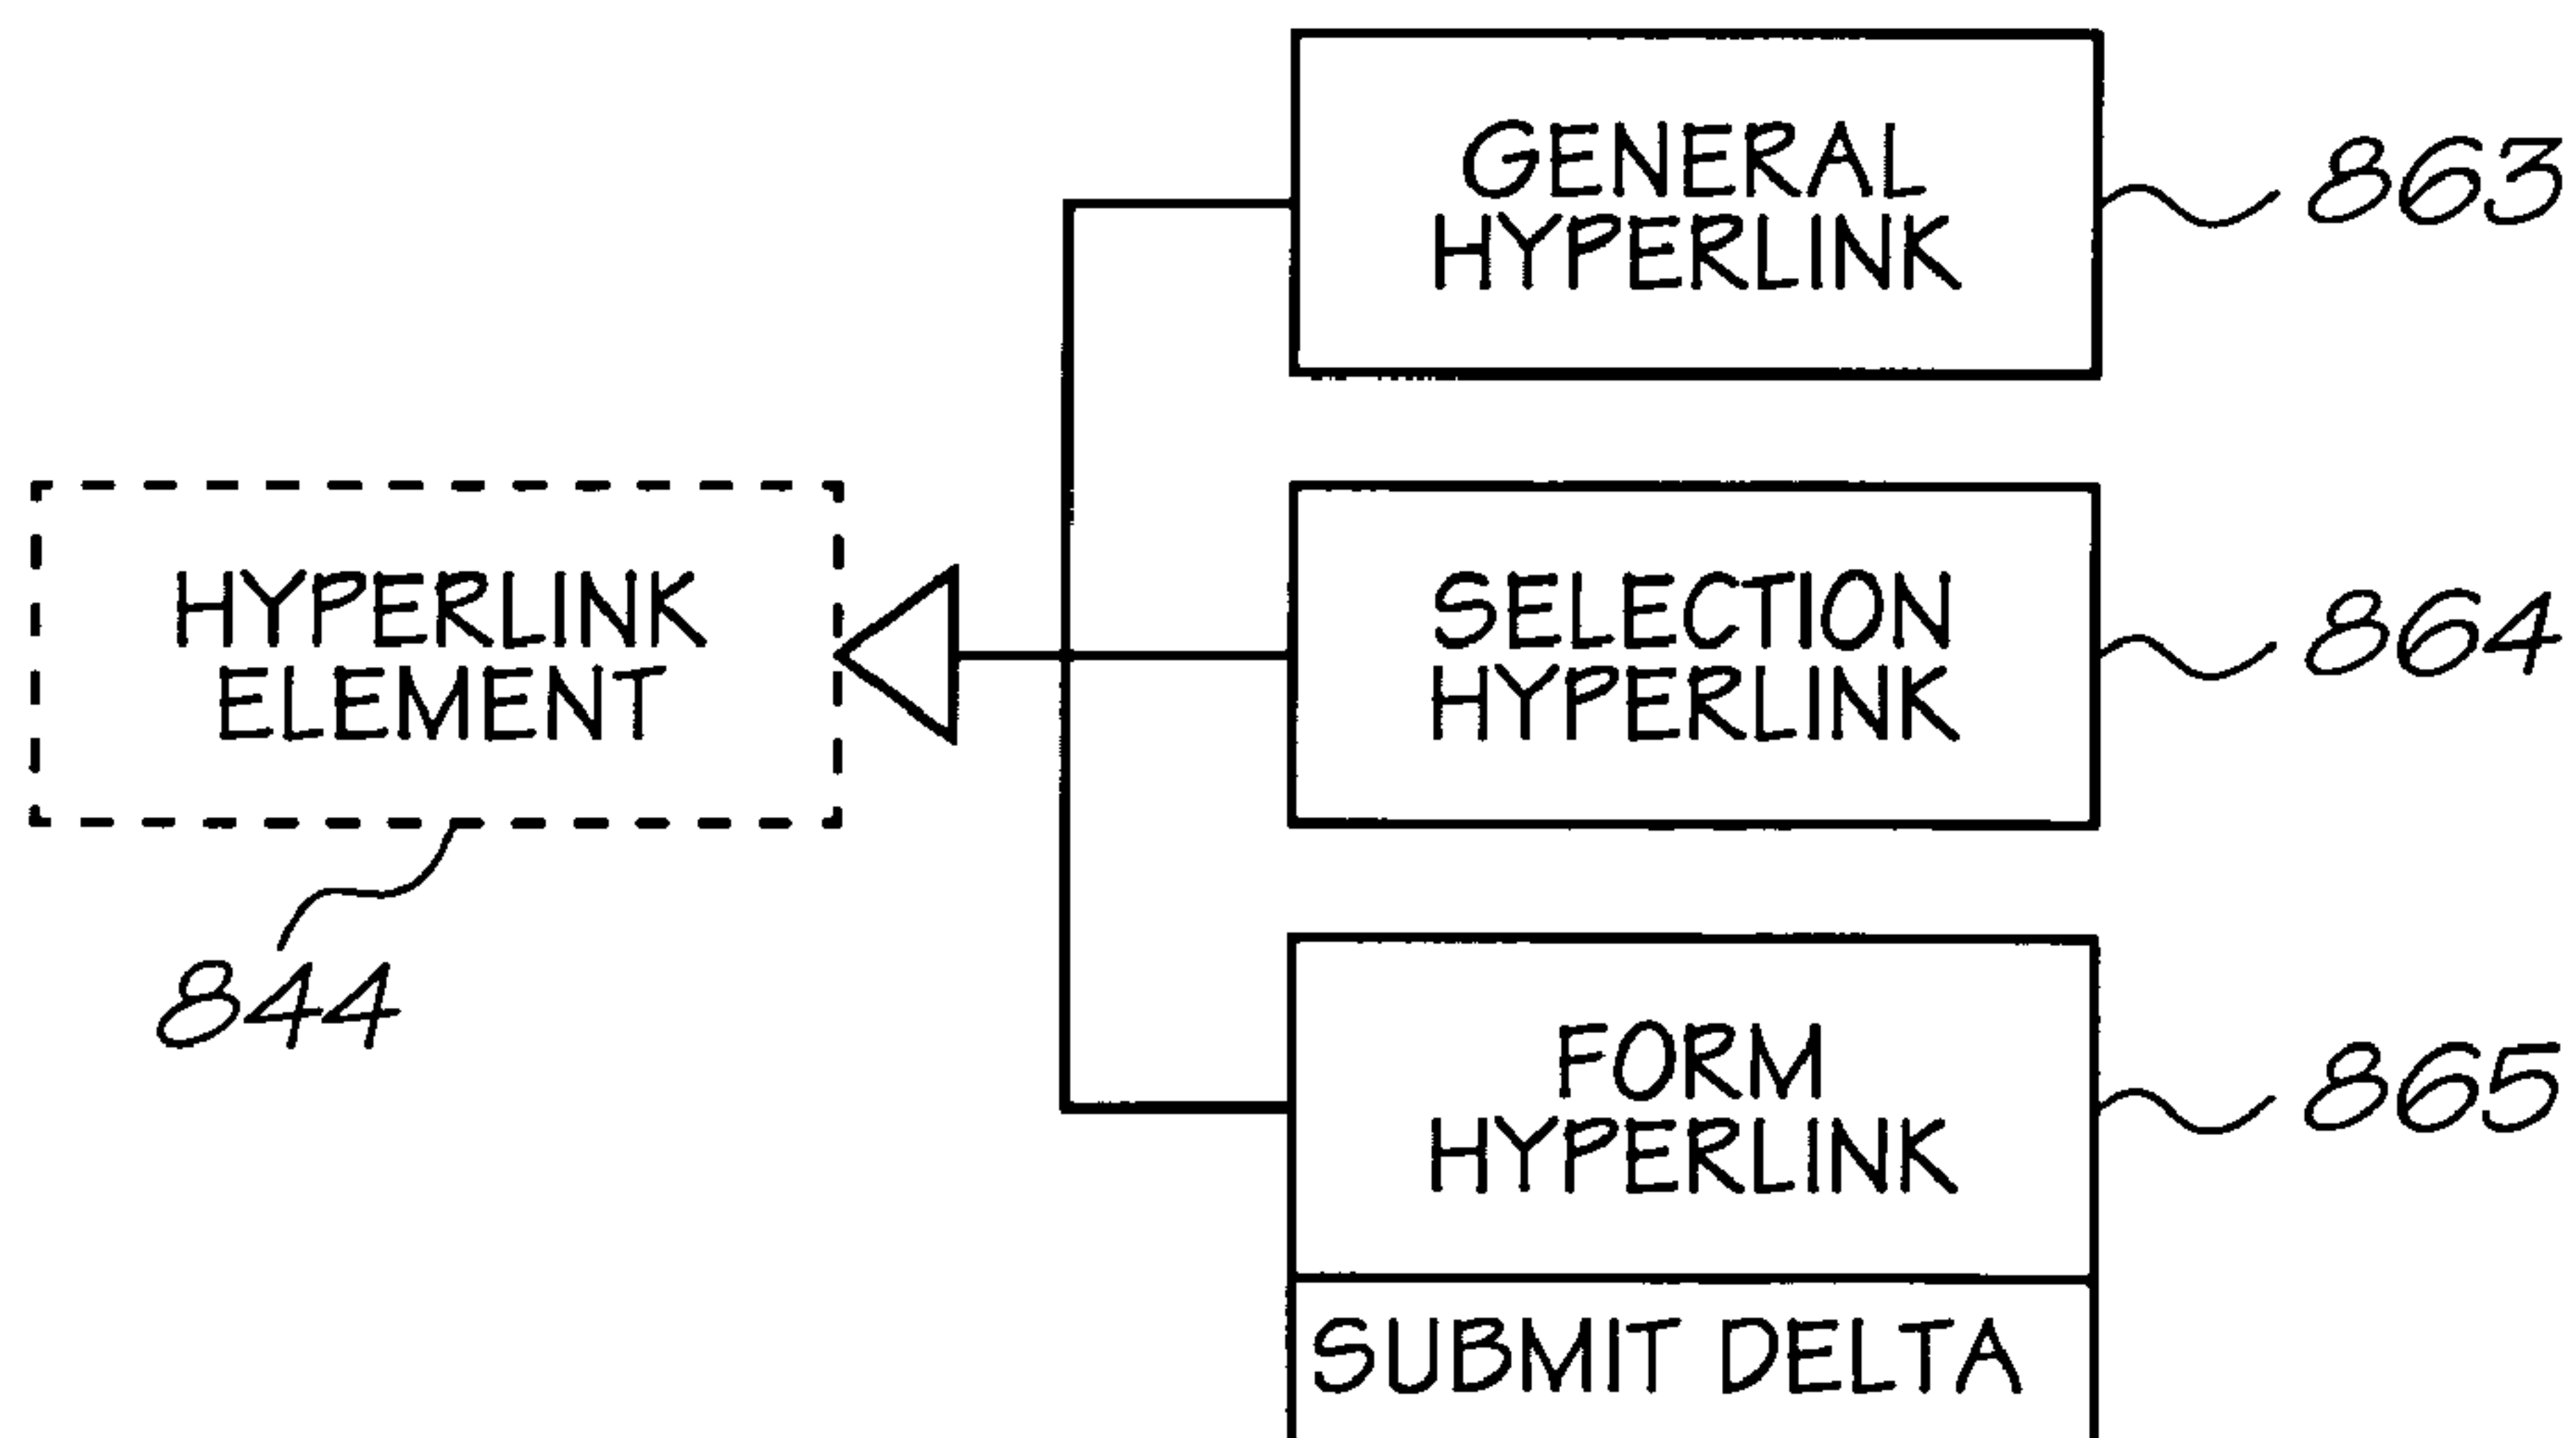 GENERAL
HYPERLINK
863
HYPERLINK
ELEMENT
844
SELECTION
HYPERLINK
864
FORM
HYPERLINK
865
SUBMIT DELTA